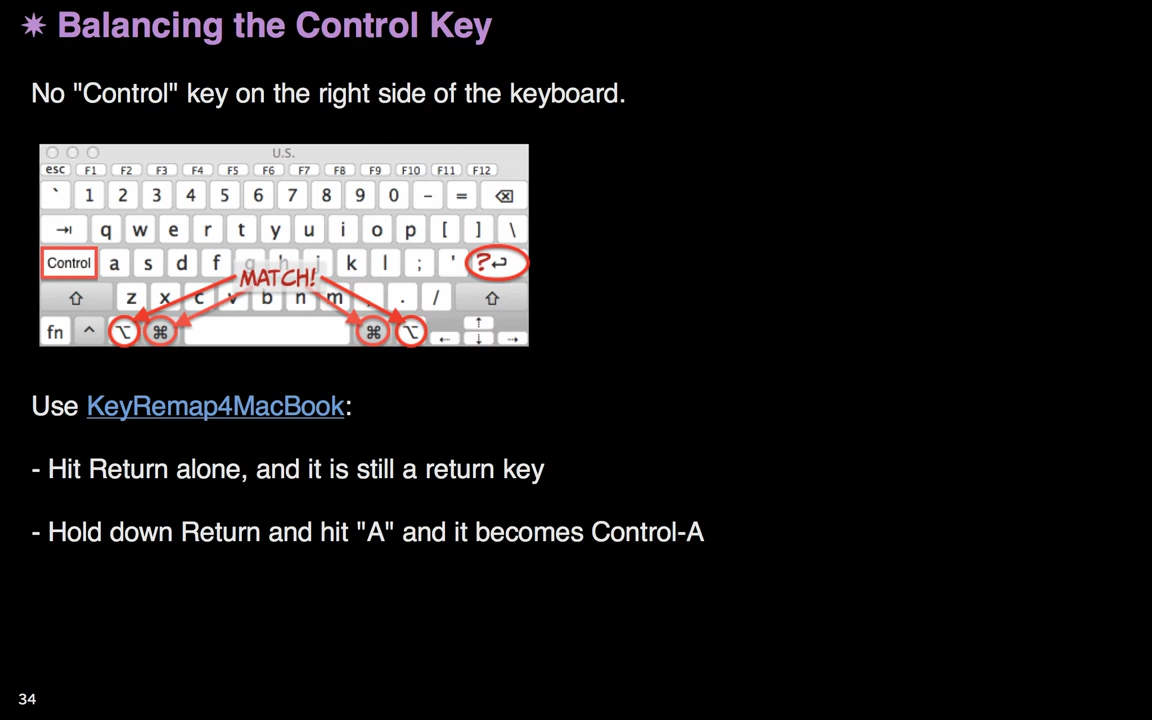 ✷ Balancing the Control Key
No "Control" key on the right side of the keyboard.
U.S.
esc F1 F2 F3 F4 F5 F6 F7 F8 F9 F10 F11 F12
` 1 2 3 4 5 6 7 8 9 0 - = ⌫
⇥ q w e r t y u i o p [ ] \
Control a s d f g h j k l ; ' ?↩
MATCH!
⇧ z x c v b n m , . / ⇧
fn ^ ⌥ ⌘ ⌘ ⌥ ← ↑ ↓ →
Use KeyRemap4MacBook:
- Hit Return alone, and it is still a return key
- Hold down Return and hit "A" and it becomes Control-A
34